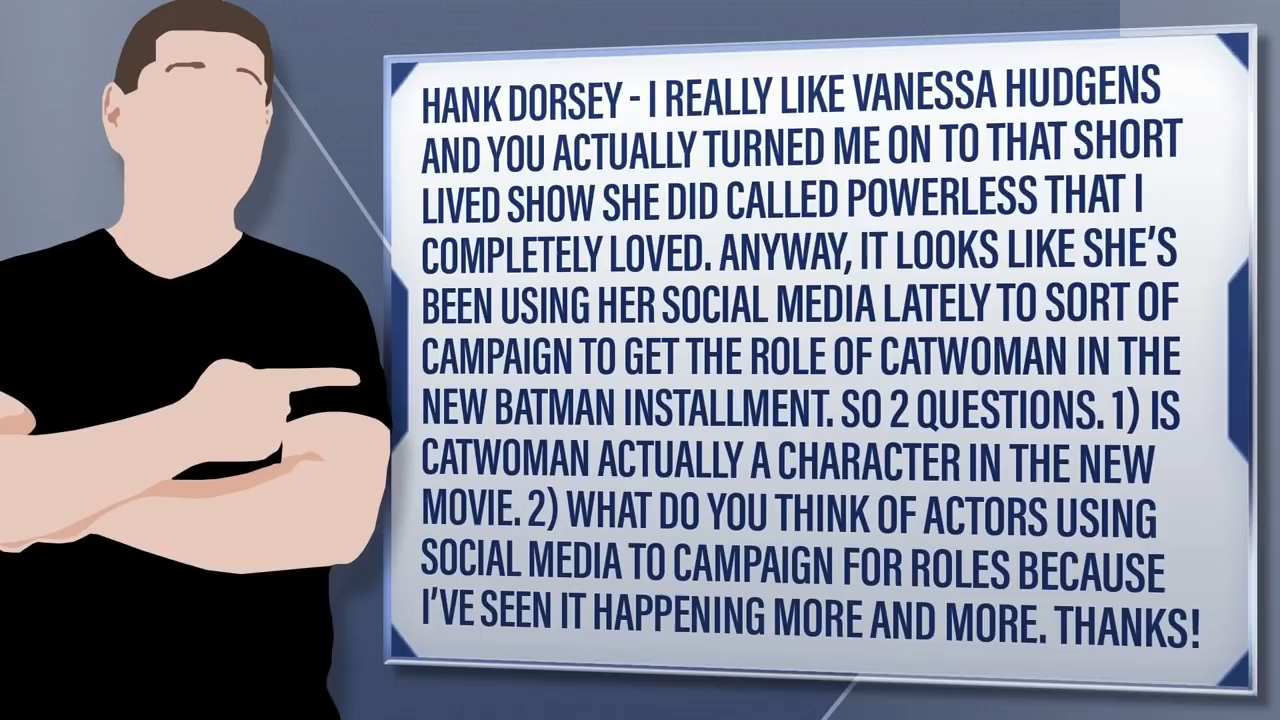 HANK DORSEY - I REALLY LIKE VANESSA HUDGENS
AND YOU ACTUALLY TURNED ME ON TO THAT SHORT
LIVED SHOW SHE DID CALLED POWERLESS THAT I
COMPLETELY LOVED. ANYWAY, IT LOOKS LIKE SHE'S
BEEN USING HER SOCIAL MEDIA LATELY TO SORT OF
CAMPAIGN TO GET THE ROLE OF CATWOMAN IN THE
NEW BATMAN INSTALLMENT. SO 2 QUESTIONS. 1) IS
CATWOMAN ACTUALLY A CHARACTER IN THE NEW
MOVIE. 2) WHAT DO YOU THINK OF ACTORS USING
SOCIAL MEDIA TO CAMPAIGN FOR ROLES BECAUSE
I'VE SEEN IT HAPPENING MORE AND MORE. THANKS!